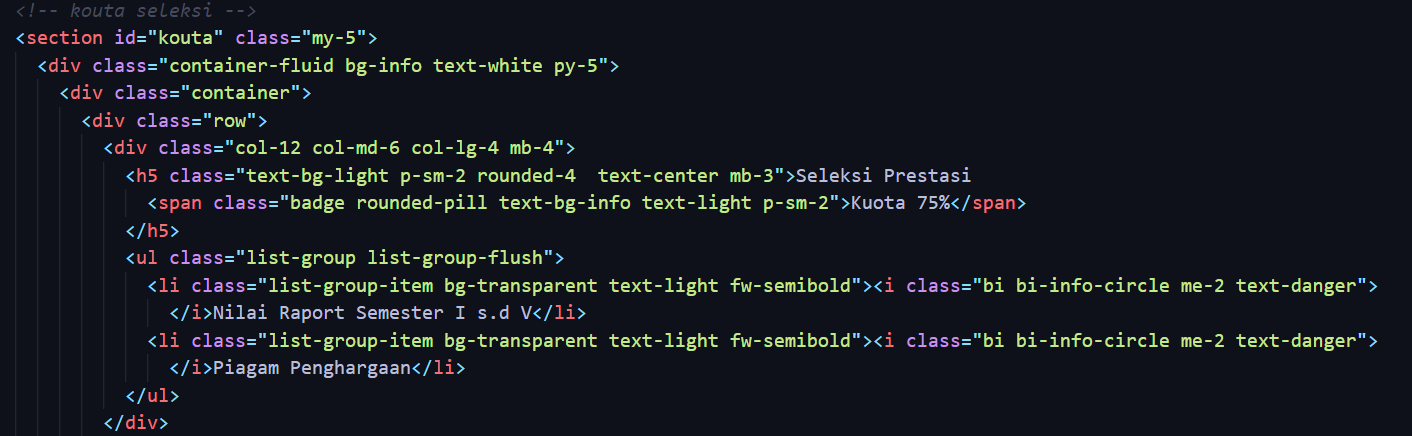 <!-- kouta seleksi -->
<section id="kouta" class="my-5">
<div class="container-fluid bg-info text-white py-5">
<div class="container">
<div class="row">
<div class="col-12 col-md-6 col-lg-4 mb-4">
<h5 class="text-bg-light p-sm-2 rounded-4  text-center mb-3">Seleksi Prestasi
<span class="badge rounded-pill text-bg-info text-light p-sm-2">Kuota 75%</span>
</h5>
<ul class="list-group list-group-flush">
<li class="list-group-item bg-transparent text-light fw-semibold"><i class="bi bi-info-circle me-2 text-danger">
</i>Nilai Raport Semester I s.d V</li>
<li class="list-group-item bg-transparent text-light fw-semibold"><i class="bi bi-info-circle me-2 text-danger">
</i>Piagam Penghargaan</li>
</ul>
</div>